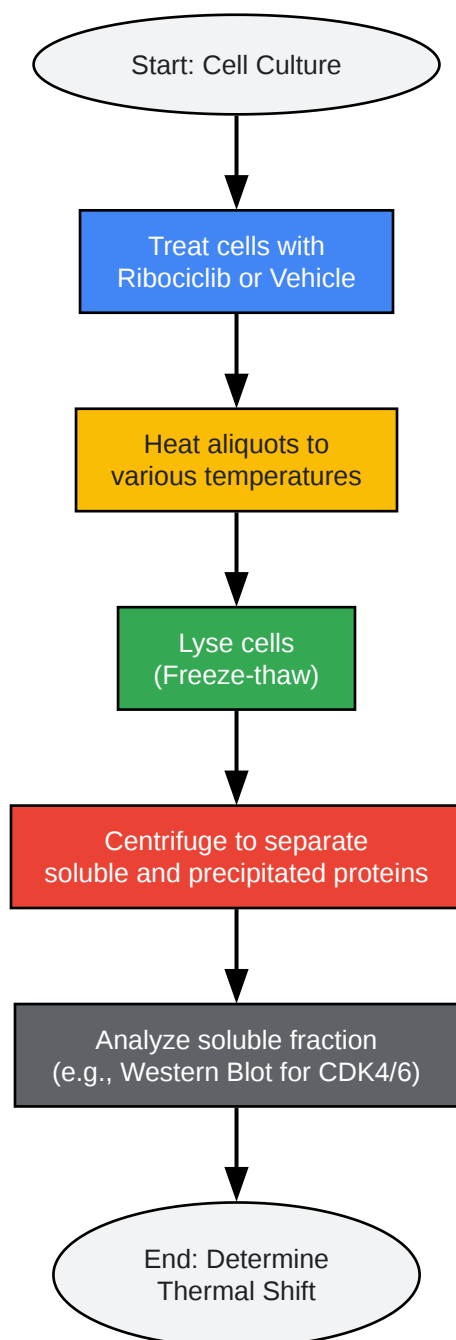 Start: Cell Culture
Treat cells with
Ribociclib or Vehicle
Heat aliquots to
various temperatures
Lyse cells
(Freeze-thaw)
Centrifuge to separate
soluble and precipitated proteins
Analyze soluble fraction
(e.g., Western Blot for CDK4/6)
End: Determine
Thermal Shift